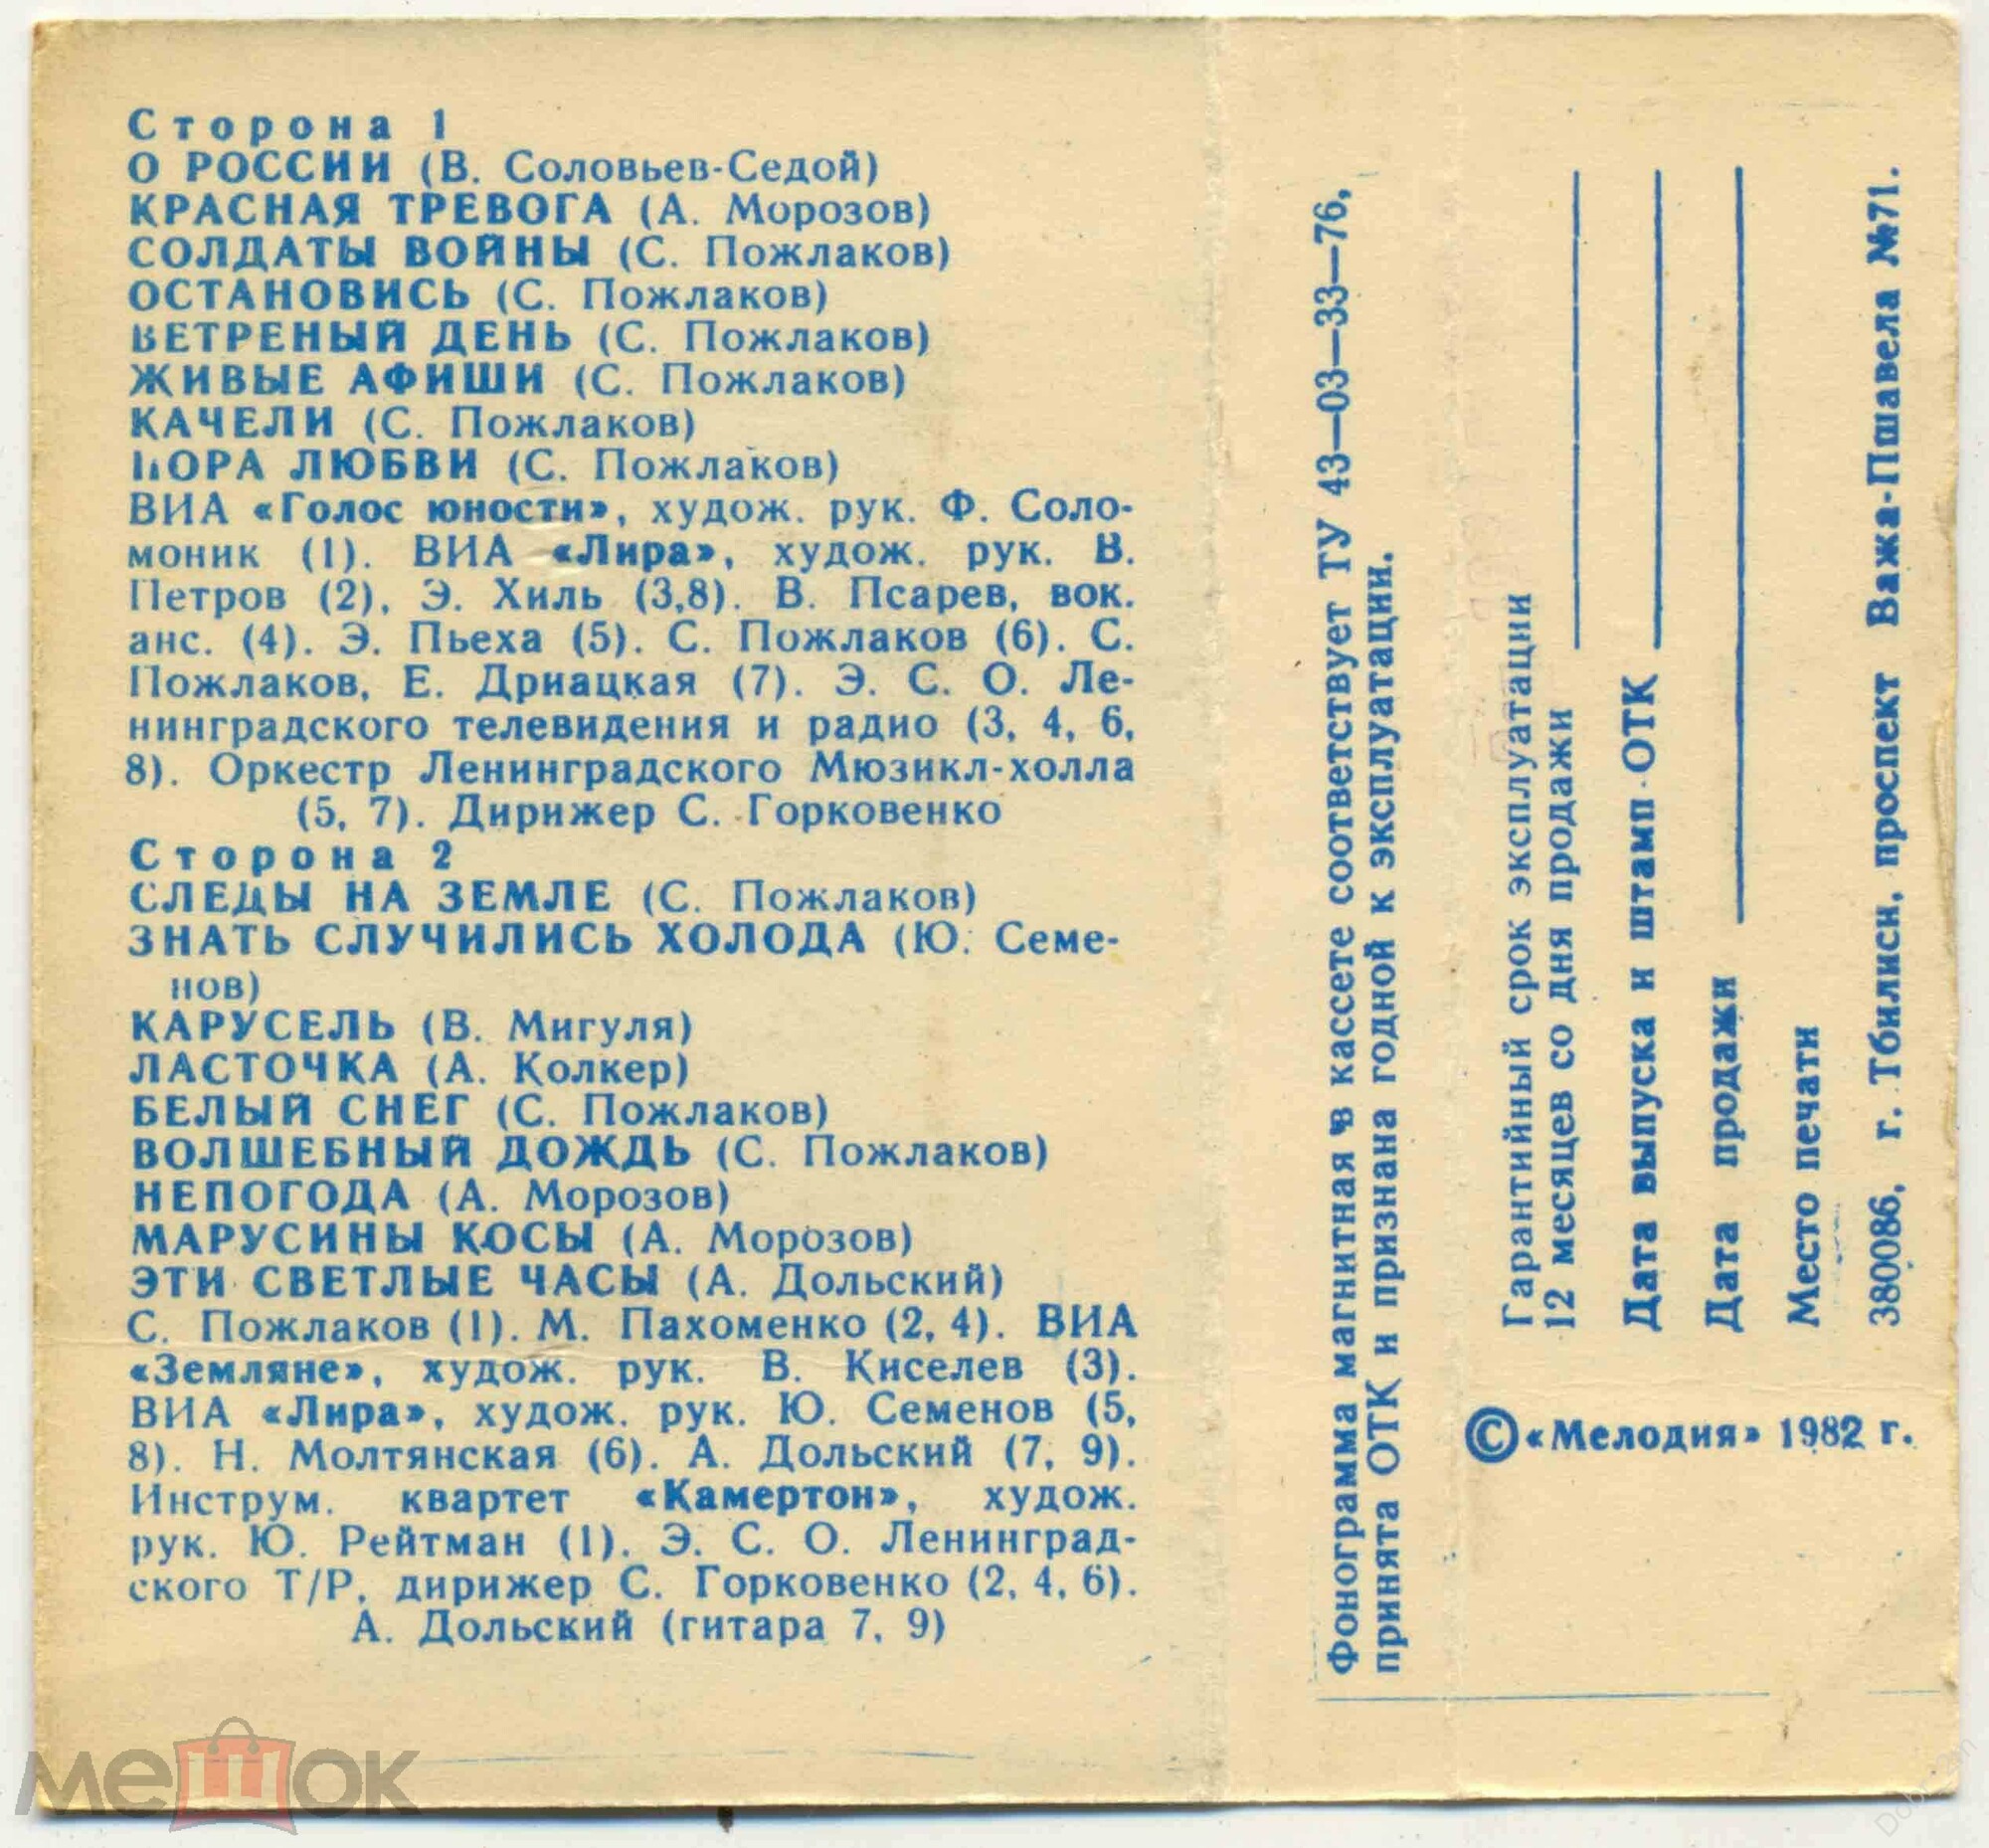 Сторона 1
О РОССИИ (В. Соловьев-Седой)
КРАСНАЯ ТРЕВОГА (А. Морозов)
СОЛДАТЫ ВОЙНЫ (С. Пожлаков)
ОСТАНОВИСЬ (С. Пожлаков)
ВЕТРЕНЫЙ ДЕНЬ (С. Пожлаков)
ЖИВЫЕ АФИШИ (С. Пожлаков)
КАЧЕЛИ (С. Пожлаков)
ПОРА ЛЮБВИ (С. Пожлаков)
ВИА «Голос юности», худож. рук. Ф. Соло-
моник (1). ВИА «Лира», худож. рук. В.
Петров (2), Э. Хиль (3,8). В. Псарев, вок.
анс. (4). Э. Пьеха (5). С. Пожлаков (6). С.
Пожлаков, Е. Дриацкая (7). Э. С. О. Ле-
нинградского телевидения и радио (3, 4, 6,
8). Оркестр Ленинградского Мюзикл-холла
(5, 7). Дирижер С. Горковенко
Сторона 2
СЛЕДЫ НА ЗЕМЛЕ (С. Пожлаков)
ЗНАТЬ СЛУЧИЛИСЬ ХОЛОДА (Ю. Семе-
нов)
КАРУСЕЛЬ (В. Мигуля)
ЛАСТОЧКА (А. Колкер)
БЕЛЫЙ СНЕГ (С. Пожлаков)
ВОЛШЕБНЫЙ ДОЖДЬ (С. Пожлаков)
НЕПОГОДА (А. Морозов)
МАРУСИНЫ КОСЫ (А. Морозов)
ЭТИ СВЕТЛЫЕ ЧАСЫ (А. Дольский)
С. Пожлаков (1). М. Пахоменко (2, 4). ВИА
«Земляне», худож. рук. В. Киселев (3).
ВИА «Лира», худож. рук. Ю. Семенов (5,
8). Н. Молтянская (6). А. Дольский (7, 9).
Инструм. квартет «Камертон», худож.
рук. Ю. Рейтман (1). Э. С. О. Ленинград-
ского Т/Р, дирижер С. Горковенко (2, 4, 6).
А. Дольский (гитара 7, 9)
Фонограмма магнитная в кассете соответствует ТУ 43—03—33—76,
принята ОТК и признана годной к эксплуатации.
Гарантийный срок эксплуатации
12 месяцев со дня продажи
Дата выпуска и штамп ОТК
Дата продажи
Место печати
380086, г. Тбилиси, проспект Важа-Пшавела №71.
© «Мелодия» 1982 г.
мешок